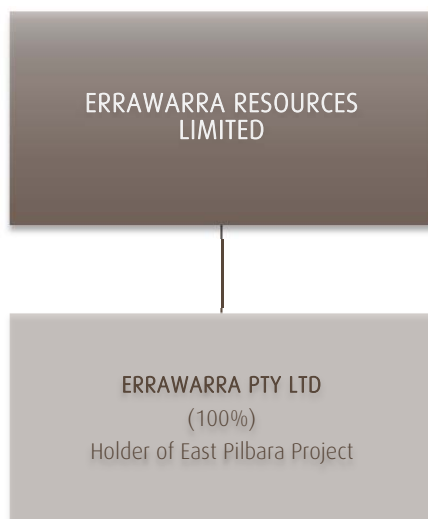 ERRAWARRA RESOURCES
LIMITED
ERRAWARRA PTY LTD
(100%)
Holder of East Pilbara Project